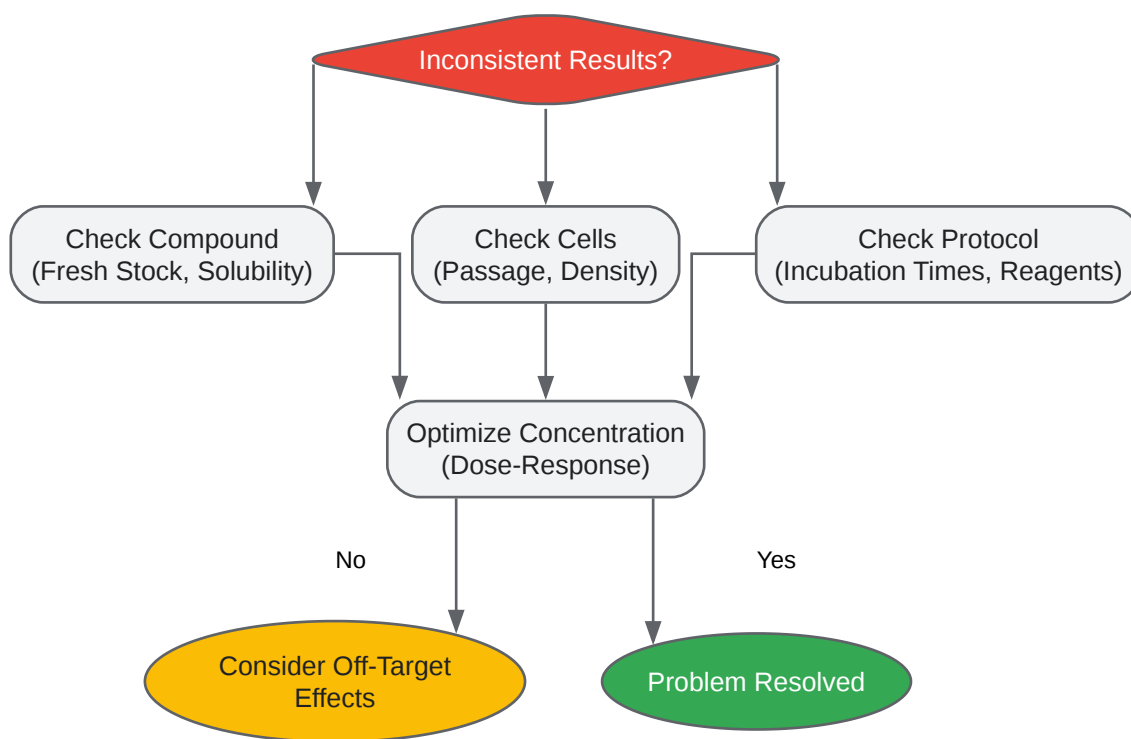 Inconsistent Results?
Check Compound
(Fresh Stock, Solubility)
Check Cells
(Passage, Density)
Check Protocol
(Incubation Times, Reagents)
Optimize Concentration
(Dose-Response)
No
Yes
Consider Off-Target
Effects
Problem Resolved